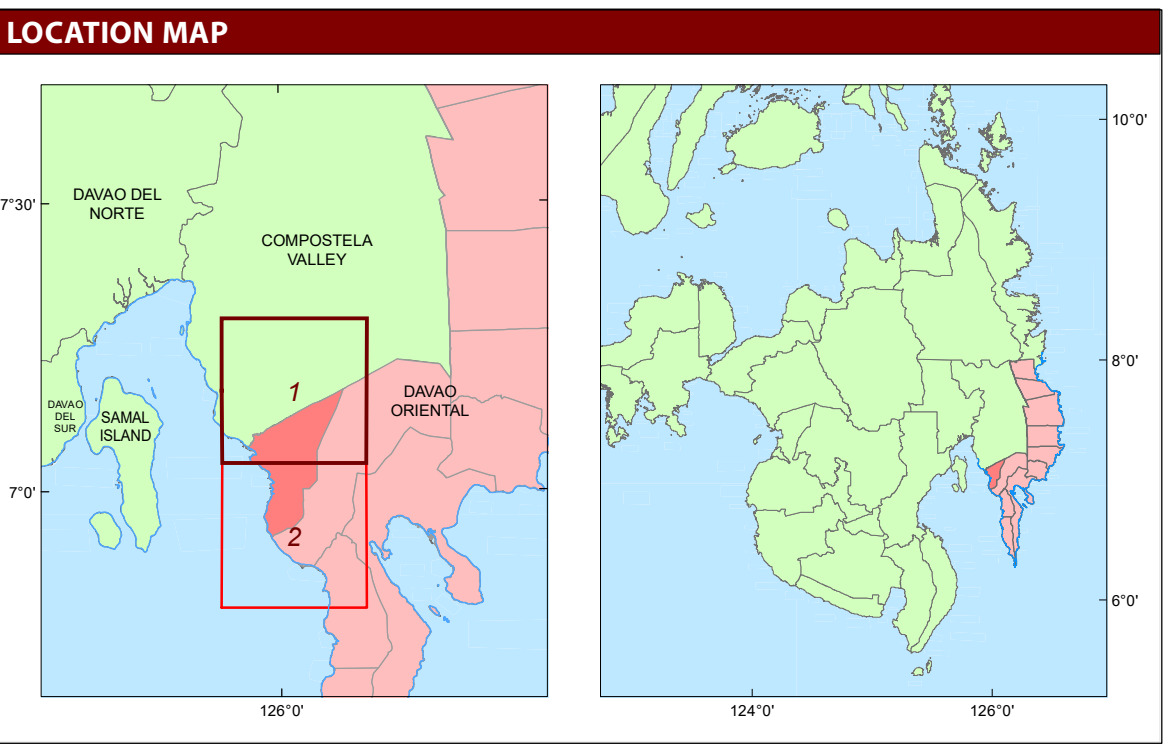 LOCATION MAP
DAVAO DEL
NORTE
7°30'
COMPOSTELA
VALLEY
1
DAVAO
ORIENTAL
DAVAO
DEL
SUR
SAMAL
ISLAND
7°0'
2
126°0'
10°0'
8°0'
6°0'
124°0'
126°0'